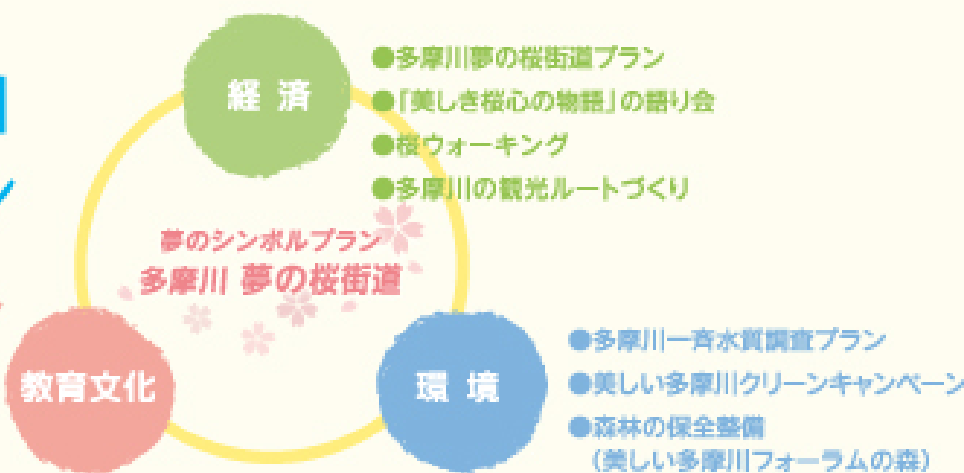 経済
●多摩川夢の桜街道プラン
●「美しき桜心の物語」の語り会
●桜ウォーキング
●多摩川の観光ルートづくり
夢のシンボルプラン
多摩川 夢の桜街道
教育文化
環境
●多摩川一斉水質調査プラン
●美しい多摩川クリーンキャンペーン
●森林の保全整備
（美しい多摩川フォーラムの森）